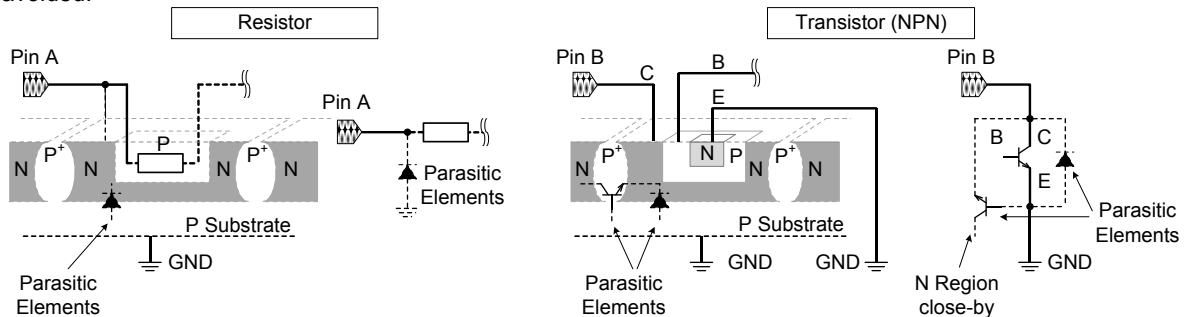 Resistor
Transistor (NPN)
Pin A
Pin A
P
N P+ N P+ N
Parasitic
Elements
P Substrate
GND
Parasitic
Elements
Pin B
C
B
E
N P+ N P P+ N
N
P Substrate
GND
GND
Parasitic
Elements
Pin B
B C
E
Parasitic
Elements
GND
N Region
close-by